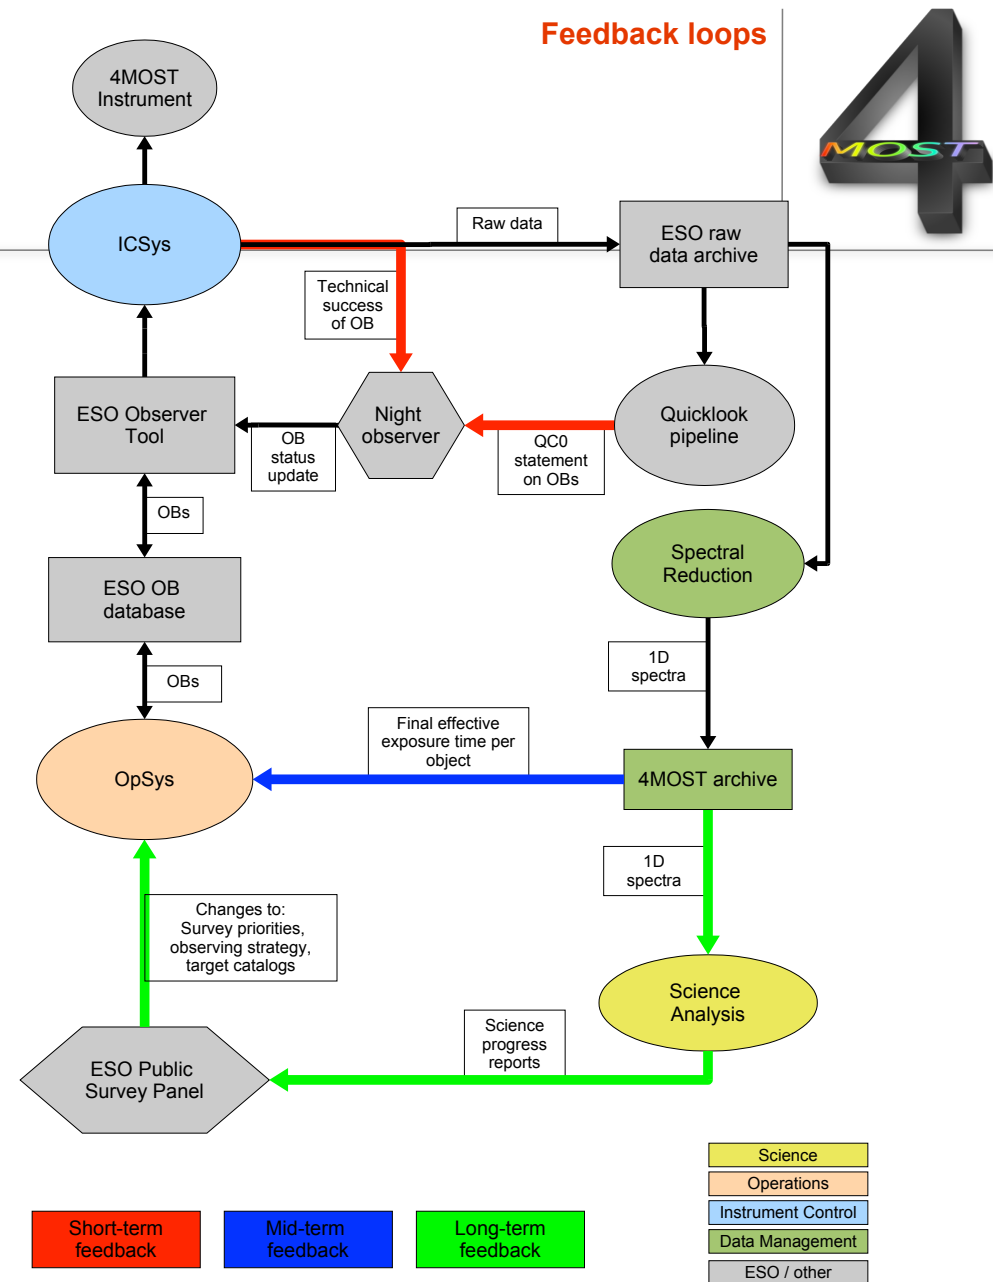 Feedback loops
4
MOST
4MOST
Instrument
ICSys
Raw data
ESO raw
data archive
Technical
success
of OB
ESO Observer
Tool
OB
status
update
Night
observer
QC0
statement
on OBs
Quicklook
pipeline
OBs
Spectral
Reduction
ESO OB
database
1D
spectra
OBs
Final effective
exposure time per
object
OpSys
4MOST archive
1D
spectra
Changes to:
Survey priorities,
observing strategy,
target catalogs
Science
Analysis
Science
progress
reports
ESO Public
Survey Panel
Science
Operations
Instrument Control
Data Management
ESO / other
Short-term
feedback
Mid-term
feedback
Long-term
feedback